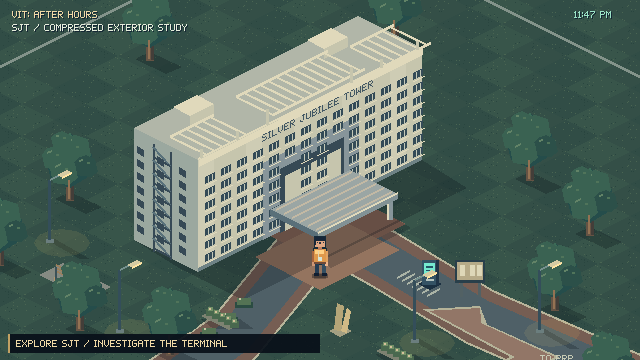 VIT: AFTER HOURS
SJT / COMPRESSED EXTERIOR STUDY
11:47 PM
SILVER JUBILEE TOWER
EXPLORE SJT / INVESTIGATE THE TERMINAL